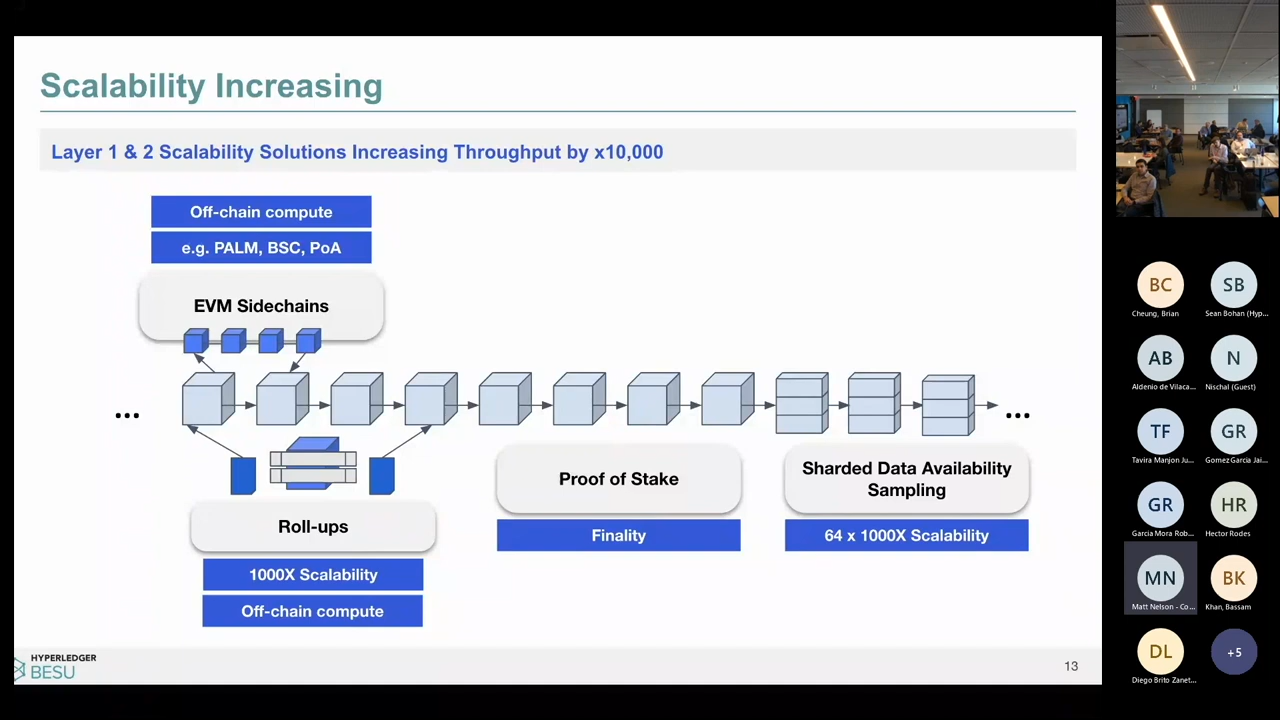 Scalability Increasing
Layer 1 & 2 Scalability Solutions Increasing Throughput by x10,000
Off-chain compute
e.g. PALM, BSC, PoA
EVM Sidechains
...
...
Roll-ups
1000X Scalability
Off-chain compute
Proof of Stake
Finality
Sharded Data Availability
Sampling
64 x 1000X Scalability
HYPERLEDGER
BESU
13
BC
Cheung, Brian
SB
Sean Bohan (Hyp...
AB
Aldenio de Vilaca...
N
Nischal (Guest)
TF
Tavira Manjon Ju...
GR
Gomez Garcia Jai...
GR
Garcia Mora Rob...
HR
Hector Rodes
MN
Matt Nelson - Co...
BK
Khan, Bassam
DL
Diego Brito Zanet...
+5